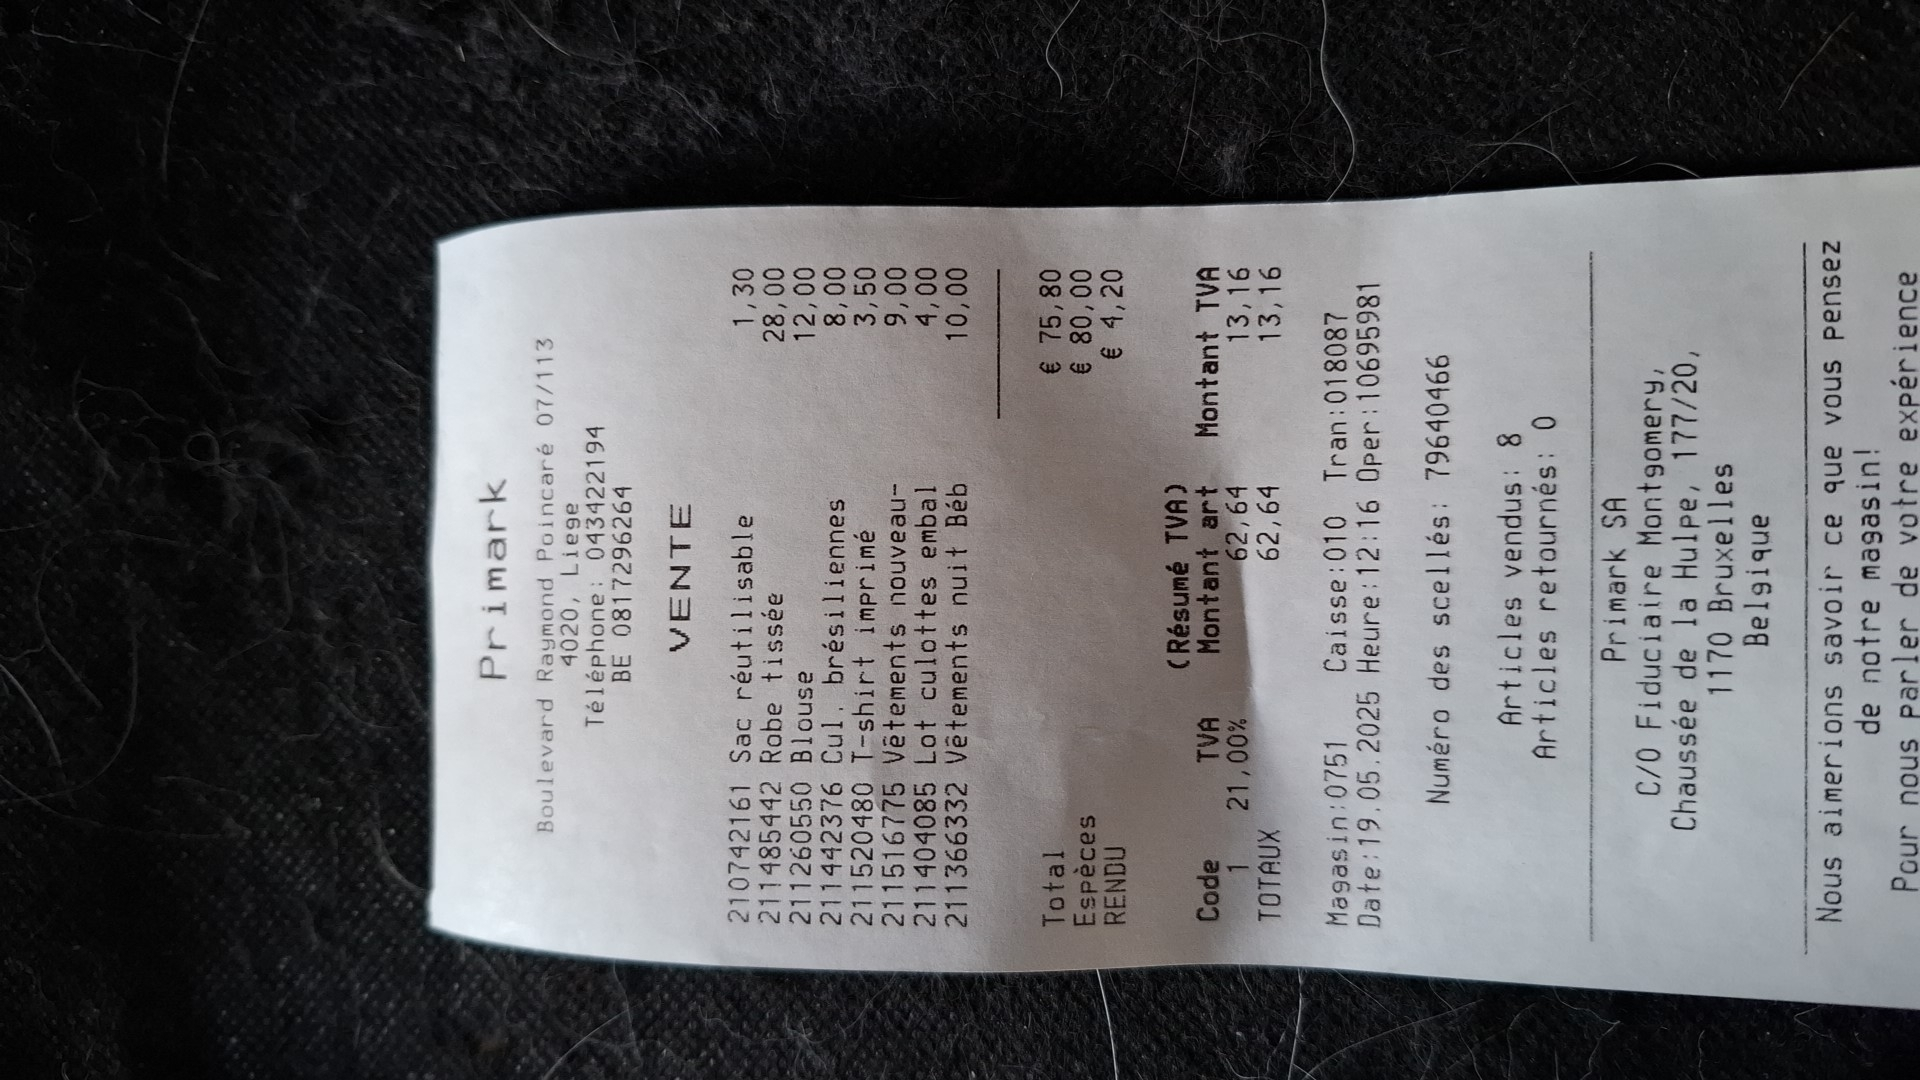 Primark
Boulevard Raymond Poincaré 07/113
4020, Liege
Téléphone: 043422194
BE 0817296264
VENTE
210742161 Sac réutilisable 1,30
211485442 Robe tissée 28,00
211260550 Blouse 12,00
211442376 Cul. brésiliennes 8,00
211520480 T-shirt imprimé 3,50
211516775 Vêtements nouveau- 9,00
211404085 Lot culottes embal 4,00
211366332 Vêtements nuit Béb 10,00
Total € 75,80
Espèces € 80,00
RENDU € 4,20
(Résumé TVA)
Code TVA Montant art Montant TVA
1 21,00% 62,64 13,16
TOTAUX 62,64 13,16
Magasin:0751 Caisse:010 Tran:018087
Date:19.05.2025 Heure:12:16 Oper:10695981
Numéro des scellés: 79640466
Articles vendus: 8
Articles retournés: 0
Primark SA
C/O Fiduciaire Montgomery,
Chaussée de la Hulpe, 177/20,
1170 Bruxelles
Belgique
Nous aimerions savoir ce que vous pensez
de notre magasin!
Pour nous parler de votre expérience